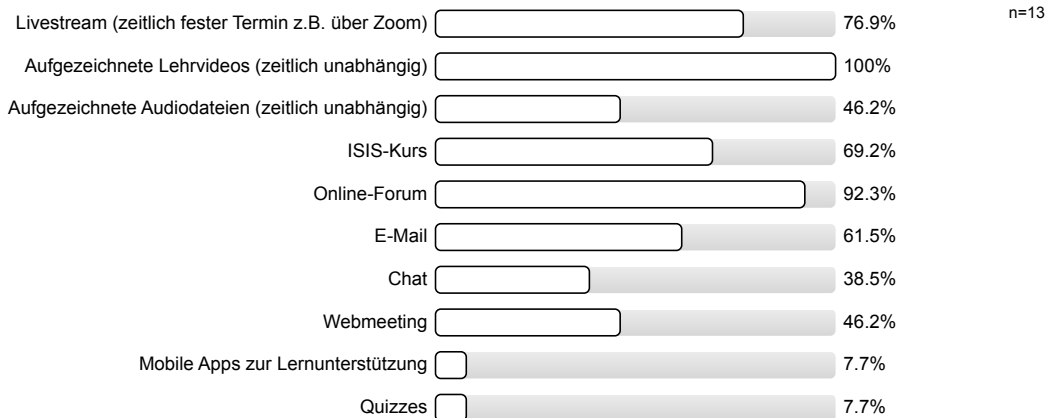 Livestream (zeitlich fester Termin z.B. über Zoom) 76.9% n=13
Aufgezeichnete Lehrvideos (zeitlich unabhängig) 100%
Aufgezeichnete Audiodateien (zeitlich unabhängig) 46.2%
ISIS-Kurs 69.2%
Online-Forum 92.3%
E-Mail 61.5%
Chat 38.5%
Webmeeting 46.2%
Mobile Apps zur Lernunterstützung 7.7%
Quizzes 7.7%